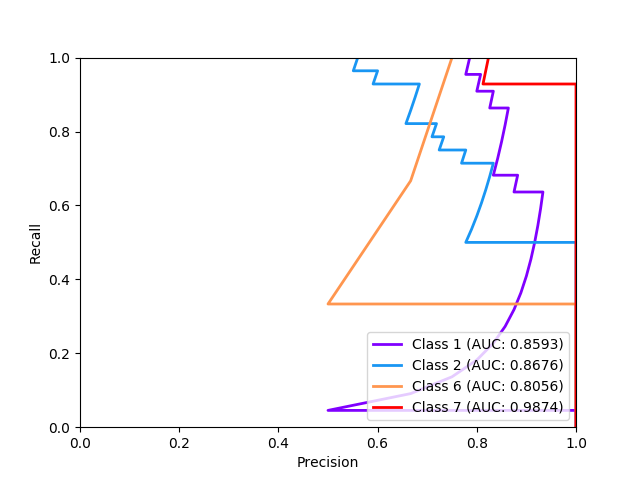 1.0
0.8
0.6
0.4
0.2
0.0
Recall
Class 1 (AUC: 0.8593)
Class 2 (AUC: 0.8676)
Class 6 (AUC: 0.8056)
Class 7 (AUC: 0.9874)
0.0 0.2 0.4 0.6 0.8 1.0
Precision